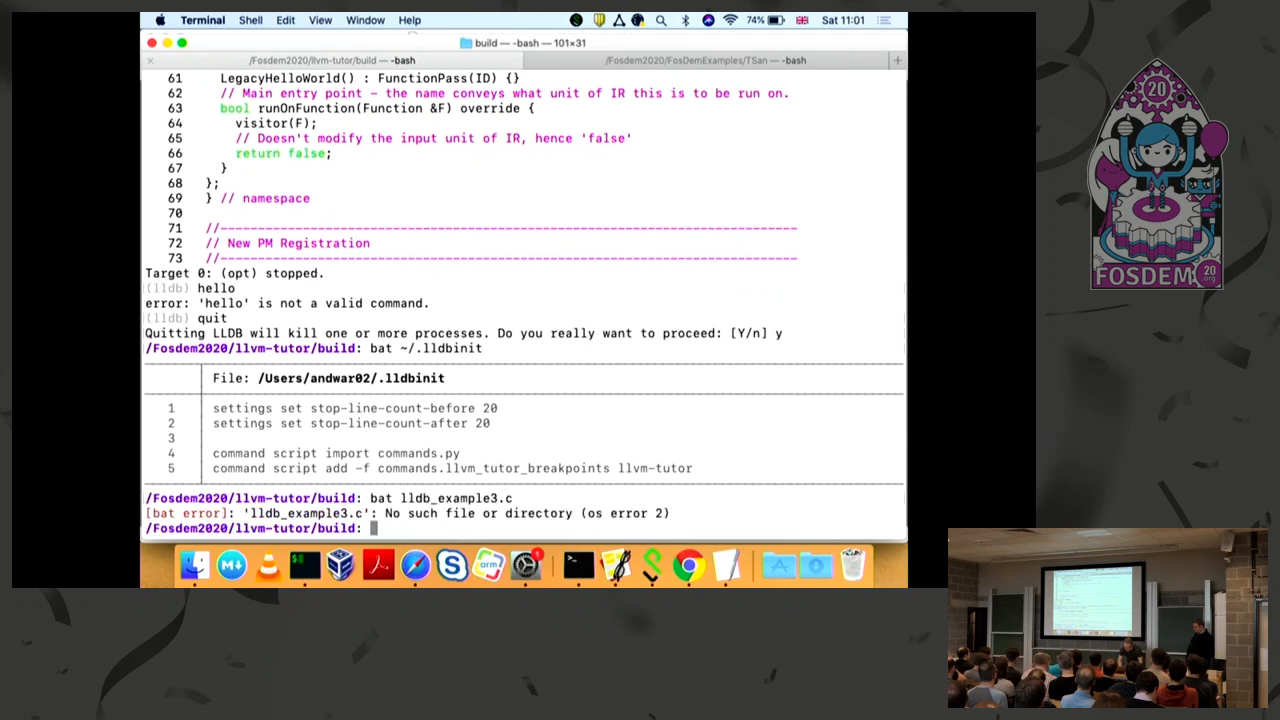 Terminal Shell Edit View Window Help 74% Sat 11:01
build — -bash — 101×31
/Fosdem2020/llvm-tutor/build — -bash
/Fosdem2020/FosDemExamples/TSan — -bash
61 LegacyHelloWorld() : FunctionPass(ID) {}
62 // Main entry point - the name conveys what unit of IR this is to be run on.
63 bool runOnFunction(Function &F) override {
64 visitor(F);
65 // Doesn't modify the input unit of IR, hence 'false'
66 return false;
67 }
68 };
69 } // namespace
70
71 //-----------------------------------------------------------------------------
72 // New PM Registration
73 //-----------------------------------------------------------------------------
Target 0: (opt) stopped.
(lldb) hello
error: 'hello' is not a valid command.
(lldb) quit
Quitting LLDB will kill one or more processes. Do you really want to proceed: [Y/n] y
/Fosdem2020/llvm-tutor/build: bat ~/.lldbinit
File: /Users/andwar02/.lldbinit
1 settings set stop-line-count-before 20
2 settings set stop-line-count-after 20
3
4 command script import commands.py
5 command script add -f commands.llvm_tutor_breakpoints llvm-tutor
/Fosdem2020/llvm-tutor/build: bat lldb_example3.c
[bat error]: 'lldb_example3.c': No such file or directory (os error 2)
/Fosdem2020/llvm-tutor/build:
20
FOSDEM 20 .org
M↓
arm
1